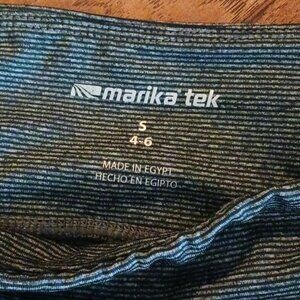 marika tek
S
4-6
MADE IN EGYPT
HECHO EN EGIPTO